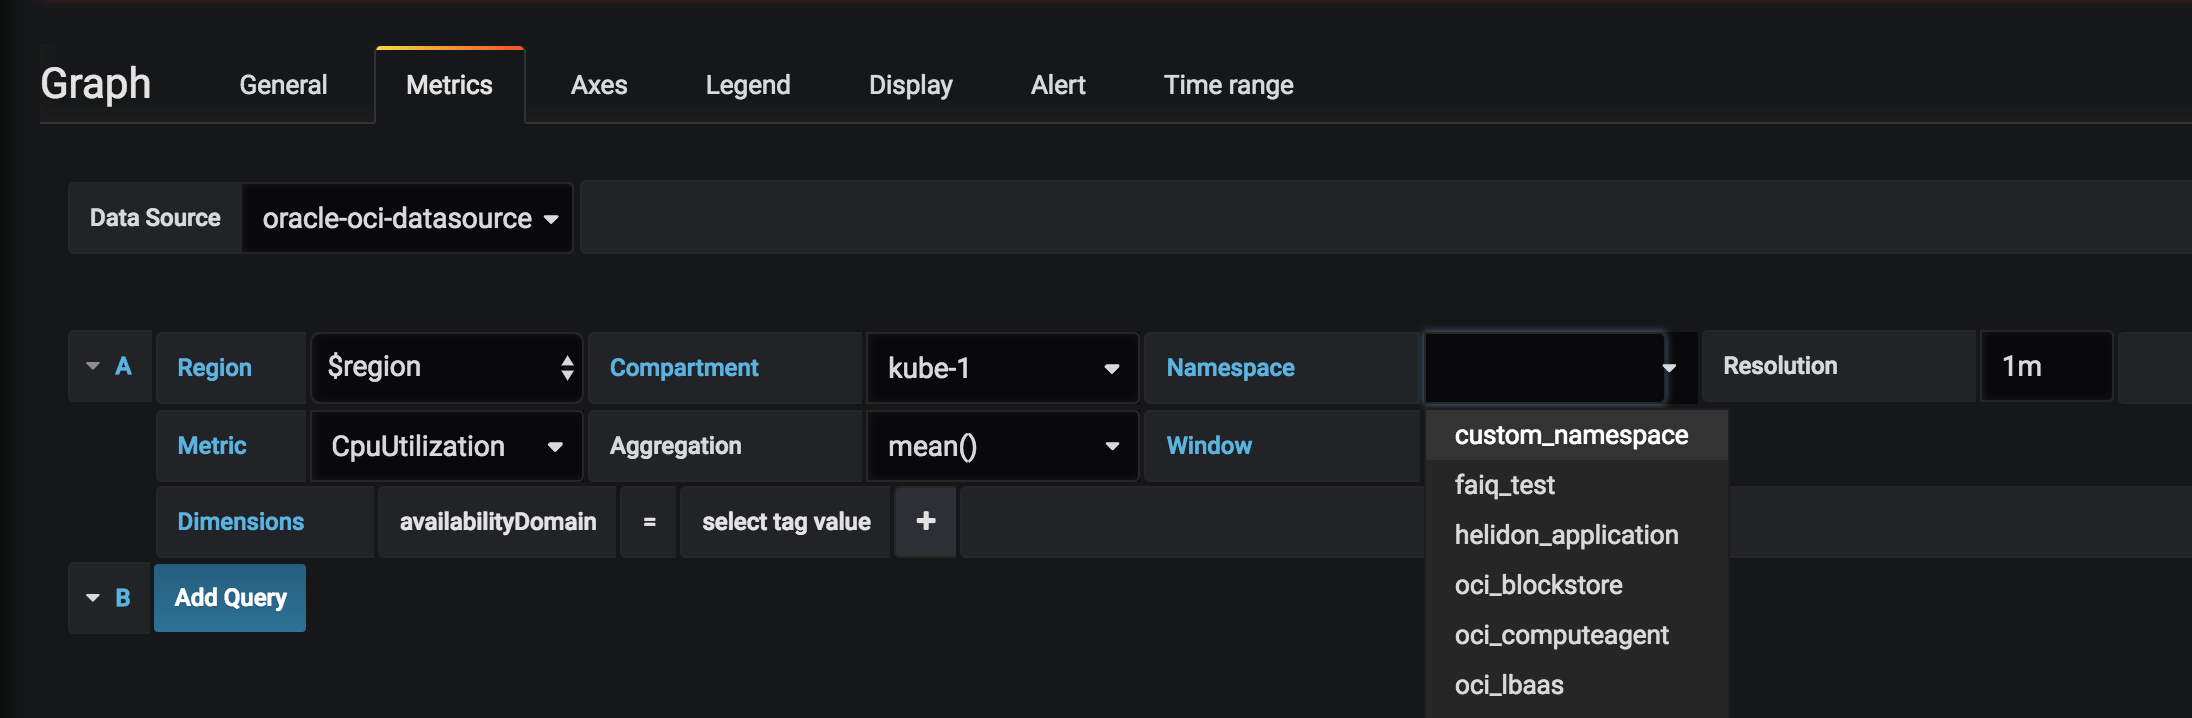 Graph General Metrics Axes Legend Display Alert Time range
Data Source oracle-oci-datasource
A Region $region Compartment kube-1 Namespace Resolution 1m
Metric CpuUtilization Aggregation mean() Window
custom_namespace
faiq_test
helidon_application
oci_blockstore
oci_computeagent
oci_lbaas
Dimensions availabilityDomain = select tag value +
B Add Query